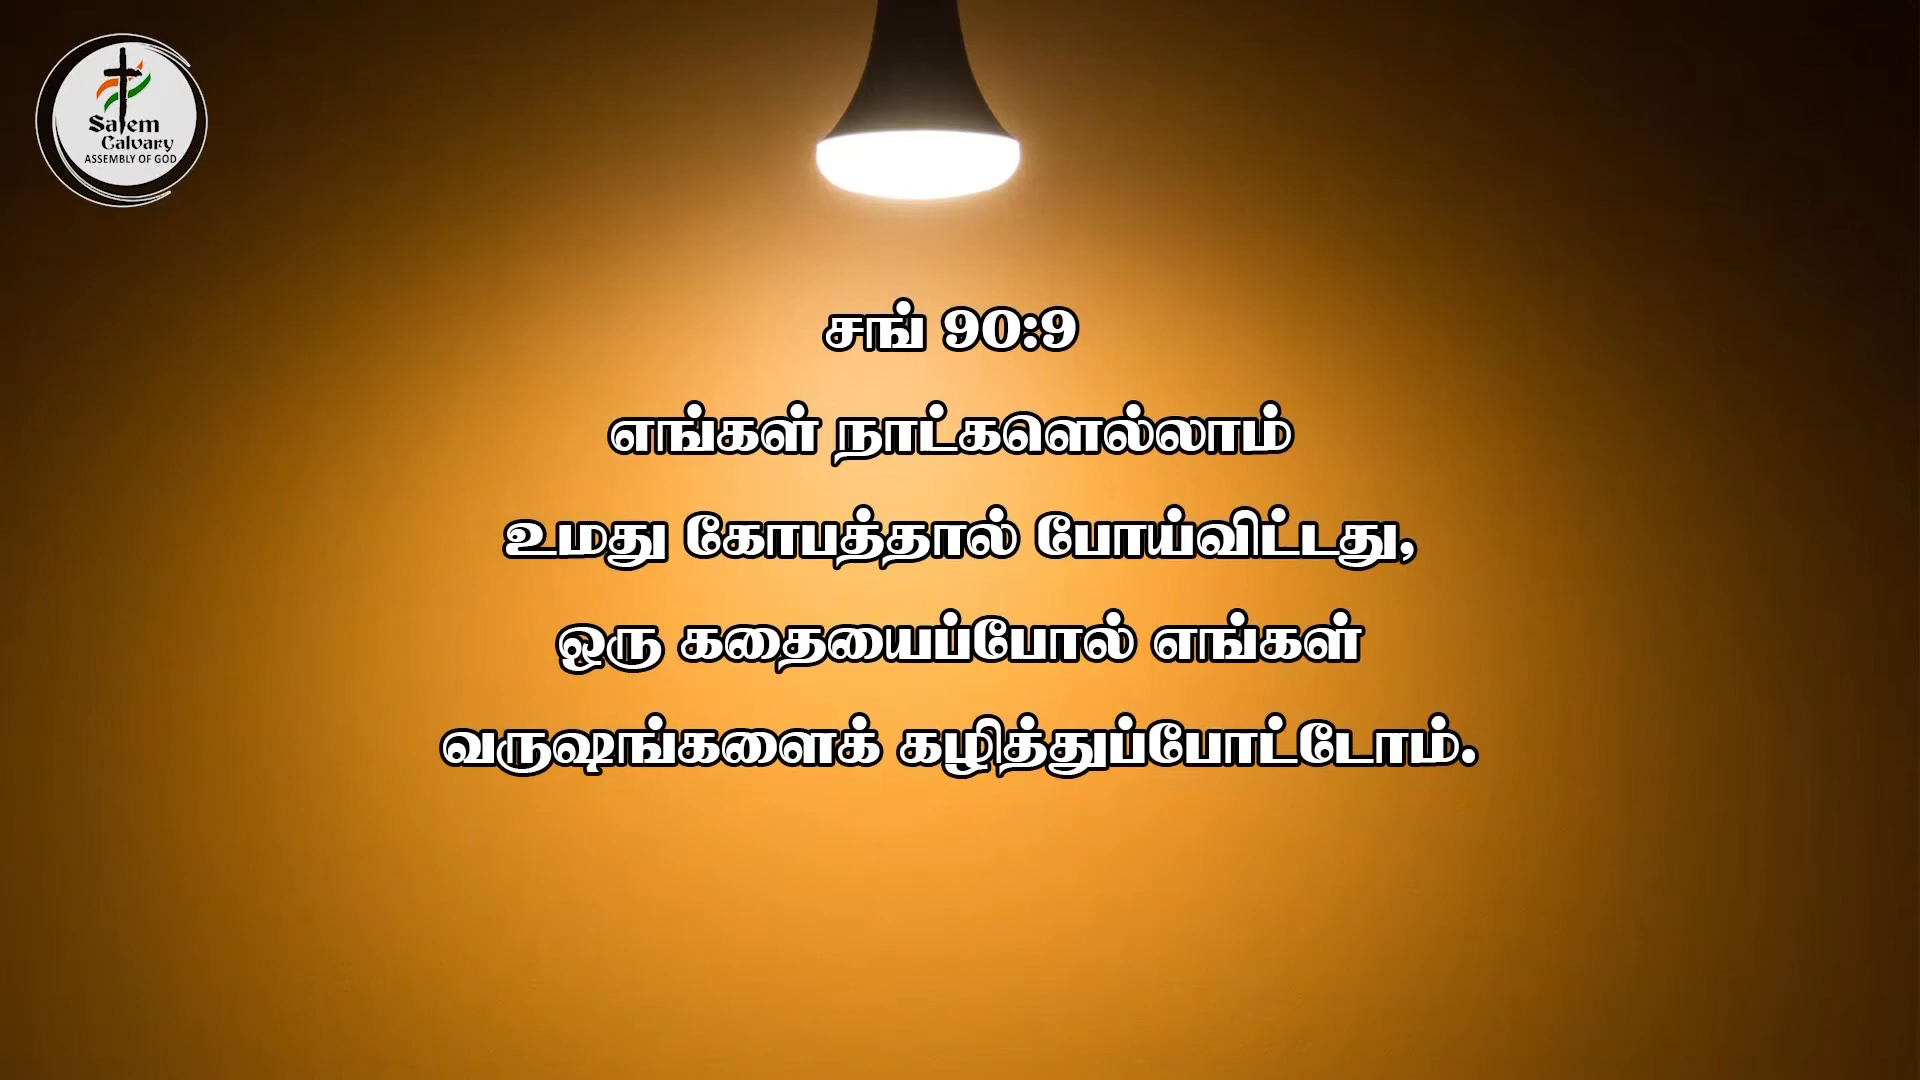 Salem
Calvary
ASSEMBLY OF GOD
சங் 90:9
எங்கள் நாட்களெல்லாம்
உமது கோபத்தால் போய்விட்டது,
ஒரு கதையைப்போல் எங்கள்
வருஷங்களைக் கழித்துப்போட்டோம்.